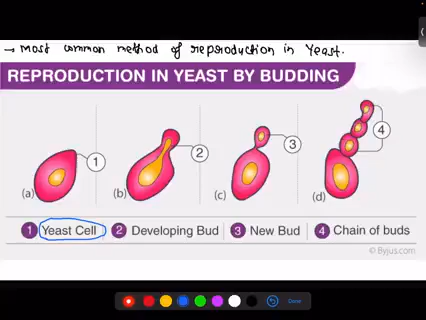 → Most common method of reproduction in Yeast.
REPRODUCTION IN YEAST BY BUDDING
1
2
3
4
(a)
(b)
(c)
(d)
1 Yeast Cell 2 Developing Bud 3 New Bud 4 Chain of buds
© Byjus.com
Done